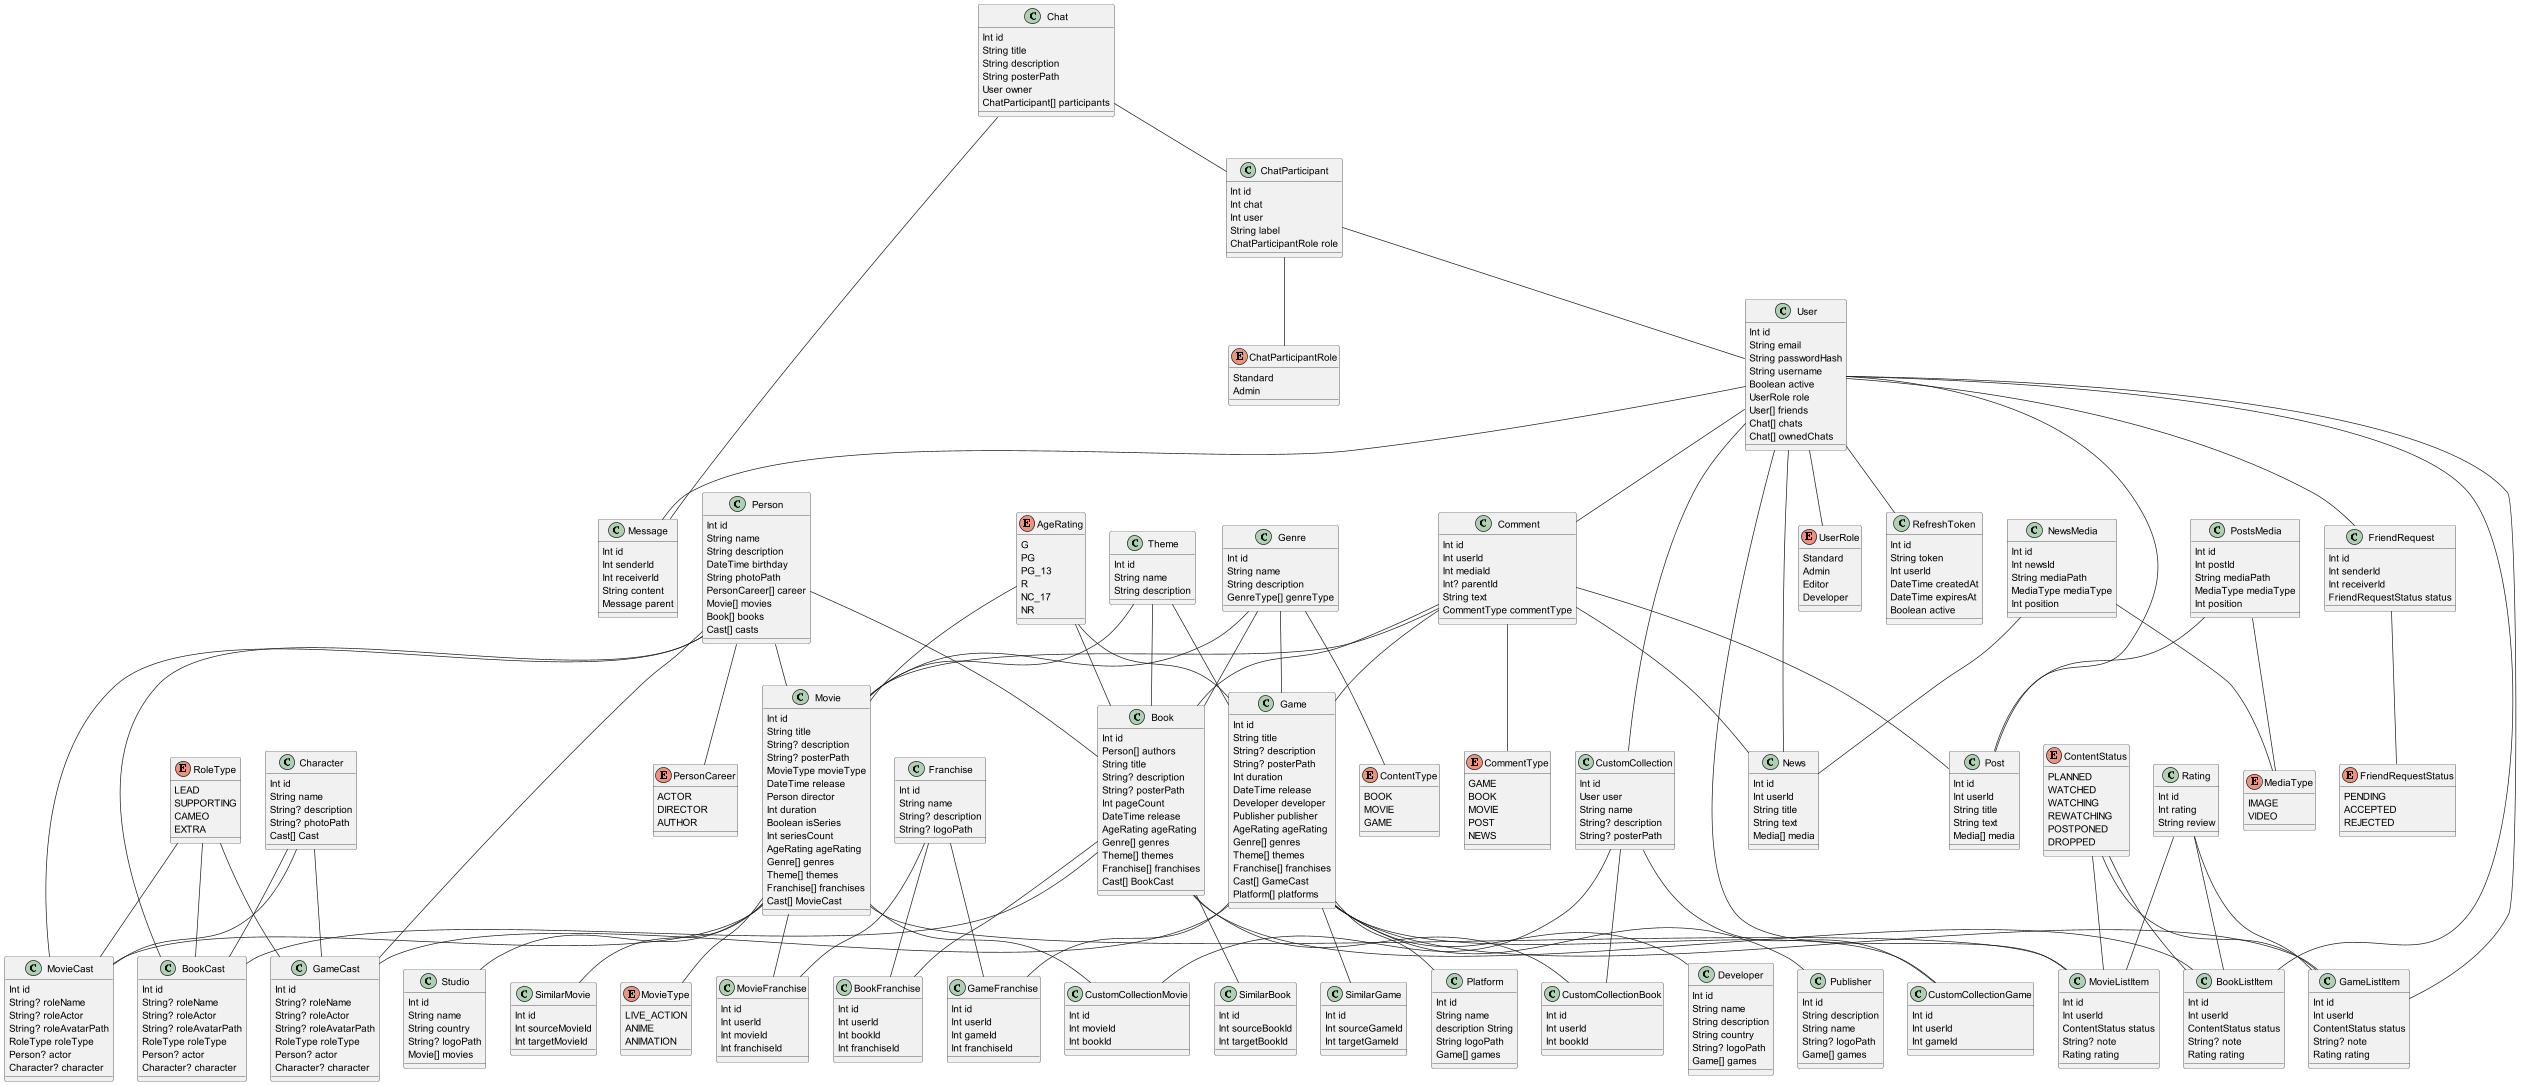 C Chat
Int id
String title
String description
String posterPath
User owner
ChatParticipant[] participants
C ChatParticipant
Int id
Int chat
Int user
String label
ChatParticipantRole role
C User
Int id
String email
String passwordHash
String username
Boolean active
UserRole role
User[] friends
Chat[] chats
Chat[] ownedChats
E ChatParticipantRole
Standard
Admin
C Message
Int id
Int senderId
Int receiverId
String content
Message parent
C Person
Int id
String name
String description
DateTime birthday
String photoPath
PersonCareer[] career
Movie[] movies
Book[] books
Cast[] casts
E AgeRating
G
PG
PG_13
R
NC_17
NR
C Theme
Int id
String name
String description
C Genre
Int id
String name
String description
GenreType[] genreType
C Comment
Int id
Int userId
Int mediaId
Int? parentId
String text
CommentType commentType
E UserRole
Standard
Admin
Editor
Developer
C RefreshToken
Int id
String token
Int userId
DateTime createdAt
DateTime expiresAt
Boolean active
C NewsMedia
Int id
Int newsId
String mediaPath
MediaType mediaType
Int position
C PostsMedia
Int id
Int postId
String mediaPath
MediaType mediaType
Int position
C FriendRequest
Int id
Int senderId
Int receiverId
FriendRequestStatus status
E RoleType
LEAD
SUPPORTING
CAMEO
EXTRA
C Character
Int id
String name
String? description
String? photoPath
Cast[] Cast
E PersonCareer
ACTOR
DIRECTOR
AUTHOR
C Movie
Int id
String title
String? description
String? posterPath
MovieType movieType
DateTime release
Person director
Int duration
Boolean isSeries
Int seriesCount
AgeRating ageRating
Genre[] genres
Theme[] themes
Franchise[] franchises
Cast[] MovieCast
C Franchise
Int id
String name
String? description
String? logoPath
C Book
Int id
Person[] authors
String title
String? description
String? posterPath
Int pageCount
DateTime release
AgeRating ageRating
Genre[] genres
Theme[] themes
Franchise[] franchises
Cast[] BookCast
C Game
Int id
String title
String? description
String? posterPath
Int duration
DateTime release
Developer developer
Publisher publisher
AgeRating ageRating
Genre[] genres
Theme[] themes
Franchise[] franchises
Cast[] GameCast
Platform[] platforms
E ContentType
BOOK
MOVIE
GAME
E CommentType
GAME
BOOK
MOVIE
POST
NEWS
C CustomCollection
Int id
User user
String name
String? description
String? posterPath
C News
Int id
Int userId
String title
String text
Media[] media
C Post
Int id
Int userId
String title
String text
Media[] media
E ContentStatus
PLANNED
WATCHED
WATCHING
REWATCHING
POSTPONED
DROPPED
C Rating
Int id
Int rating
String review
E MediaType
IMAGE
VIDEO
E FriendRequestStatus
PENDING
ACCEPTED
REJECTED
C MovieCast
Int id
String? roleName
String? roleActor
String? roleAvatarPath
RoleType roleType
Person? actor
Character? character
C BookCast
Int id
String? roleName
String? roleActor
String? roleAvatarPath
RoleType roleType
Person? actor
Character? character
C GameCast
Int id
String? roleName
String? roleActor
String? roleAvatarPath
RoleType roleType
Person? actor
Character? character
C Studio
Int id
String name
String country
String? logoPath
Movie[] movies
C SimilarMovie
Int id
Int sourceMovieId
Int targetMovieId
E MovieType
LIVE_ACTION
ANIME
ANIMATION
C MovieFranchise
Int id
Int userId
Int movieId
Int franchiseId
C BookFranchise
Int id
Int userId
Int bookId
Int franchiseId
C GameFranchise
Int id
Int userId
Int gameId
Int franchiseId
C CustomCollectionMovie
Int id
Int movieId
Int bookId
C SimilarBook
Int id
Int sourceBookId
Int targetBookId
C SimilarGame
Int id
Int sourceGameId
Int targetGameId
C Platform
Int id
String name
description String
String logoPath
Game[] games
C CustomCollectionBook
Int id
Int userId
Int bookId
C Developer
Int id
String name
String description
String country
String? logoPath
Game[] games
C Publisher
Int id
String description
String name
String? logoPath
Game[] games
C CustomCollectionGame
Int id
Int userId
Int gameId
C MovieListItem
Int id
Int userId
ContentStatus status
String? note
Rating rating
C BookListItem
Int id
Int userId
ContentStatus status
String? note
Rating rating
C GameListItem
Int id
Int userId
ContentStatus status
String? note
Rating rating